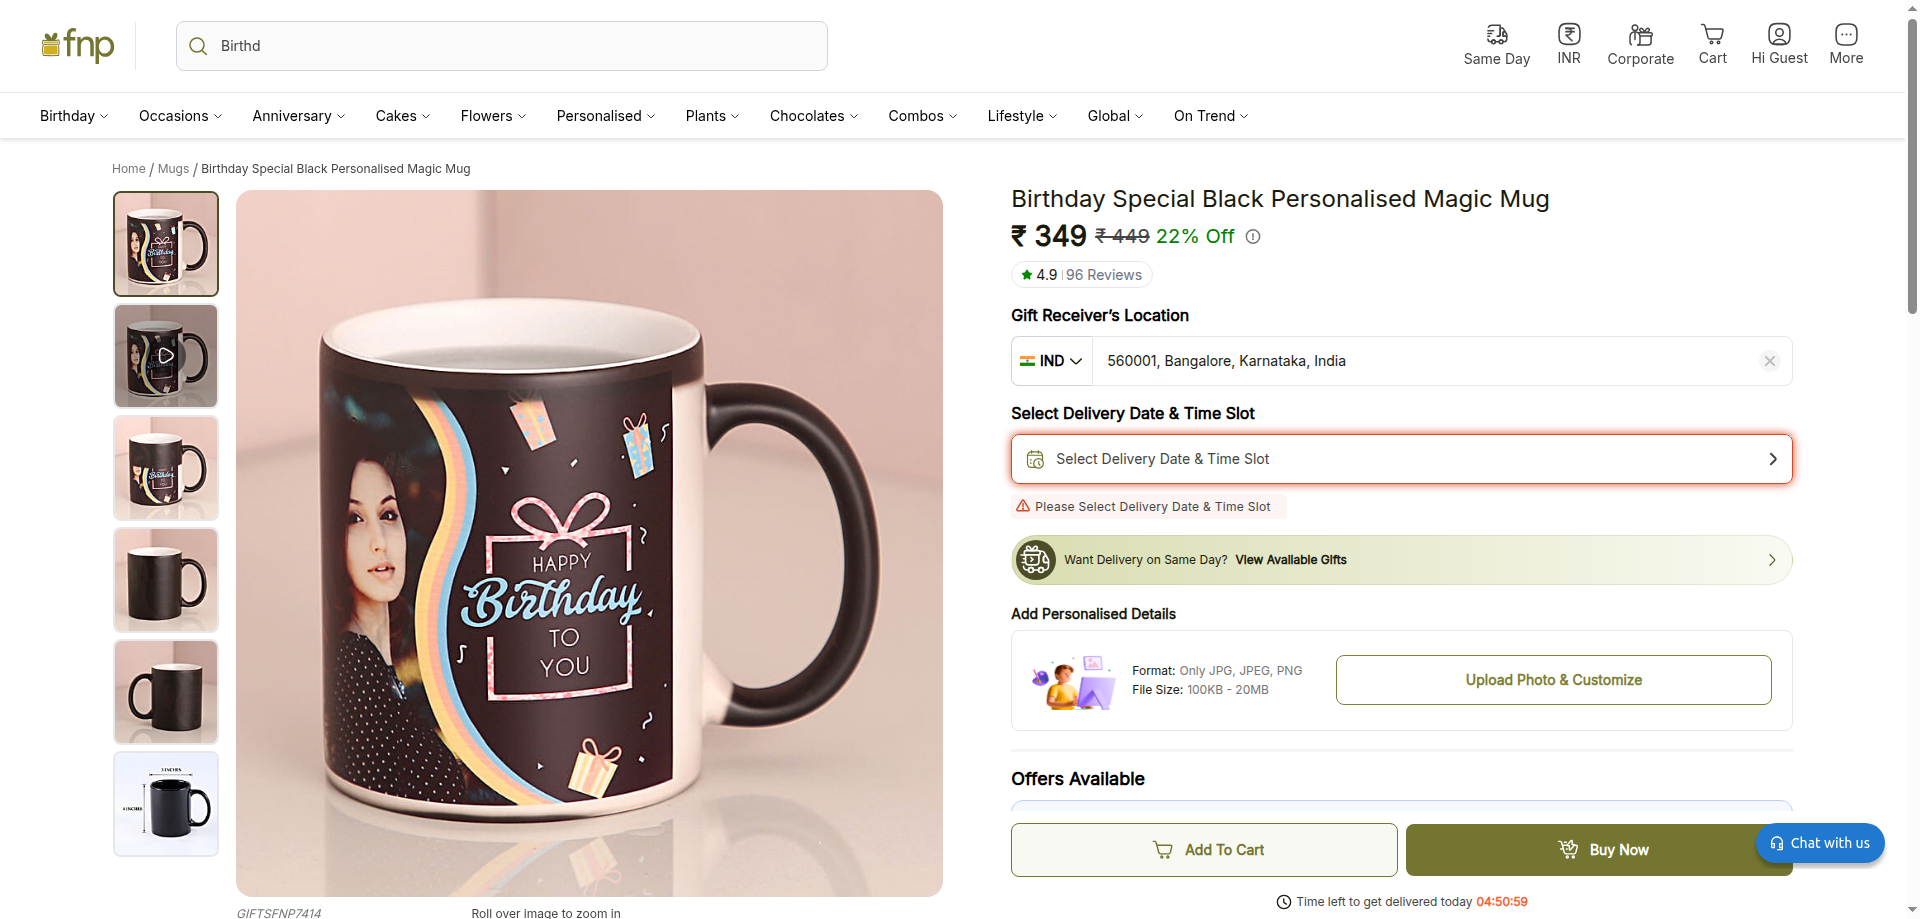 fnp
Birthd
Same Day
INR
Corporate
Cart
Hi Guest
More
Birthday
Occasions
Anniversary
Cakes
Flowers
Personalised
Plants
Chocolates
Combos
Lifestyle
Global
On Trend
Home / Mugs / Birthday Special Black Personalised Magic Mug
HAPPY
Birthday
TO
YOU
3 INCHES
4 INCHES
GIFTSFNP7414
Roll over image to zoom in
Birthday Special Black Personalised Magic Mug
₹ 349 ₹ 449 22% Off
4.9 | 96 Reviews
Gift Receiver's Location
IND
560001, Bangalore, Karnataka, India
Select Delivery Date & Time Slot
Select Delivery Date & Time Slot
Please Select Delivery Date & Time Slot
Want Delivery on Same Day? View Available Gifts
Add Personalised Details
Format: Only JPG, JPEG, PNG
File Size: 100KB - 20MB
Upload Photo & Customize
Offers Available
Add To Cart
Buy Now
Chat with us
Time left to get delivered today 04:50:59